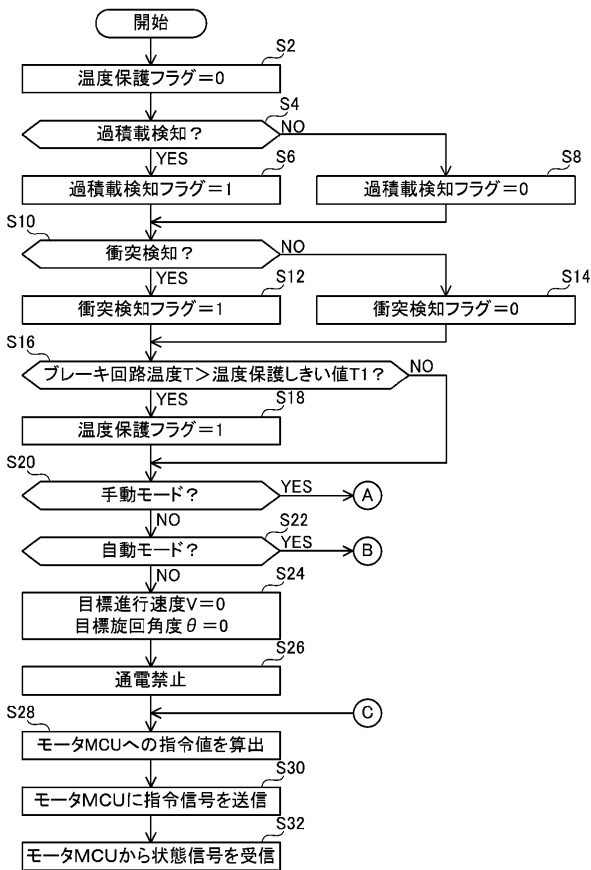 開始
S2
温度保護フラグ=0
S4
過積載検知?
NO
YES
S6
過積載検知フラグ=1
S8
過積載検知フラグ=0
S10
衝突検知?
NO
YES
S12
衝突検知フラグ=1
S14
衝突検知フラグ=0
S16
ブレーキ回路温度T>温度保護しきい値T1?
NO
YES
S18
温度保護フラグ=1
S20
手動モード?
YES
A
NO
S22
自動モード?
YES
B
NO
S24
目標進行速度V=0
目標旋回角度θ=0
S26
通電禁止
C
S28
モータMCUへの指令値を算出
S30
モータMCUに指令信号を送信
S32
モータMCUから状態信号を受信